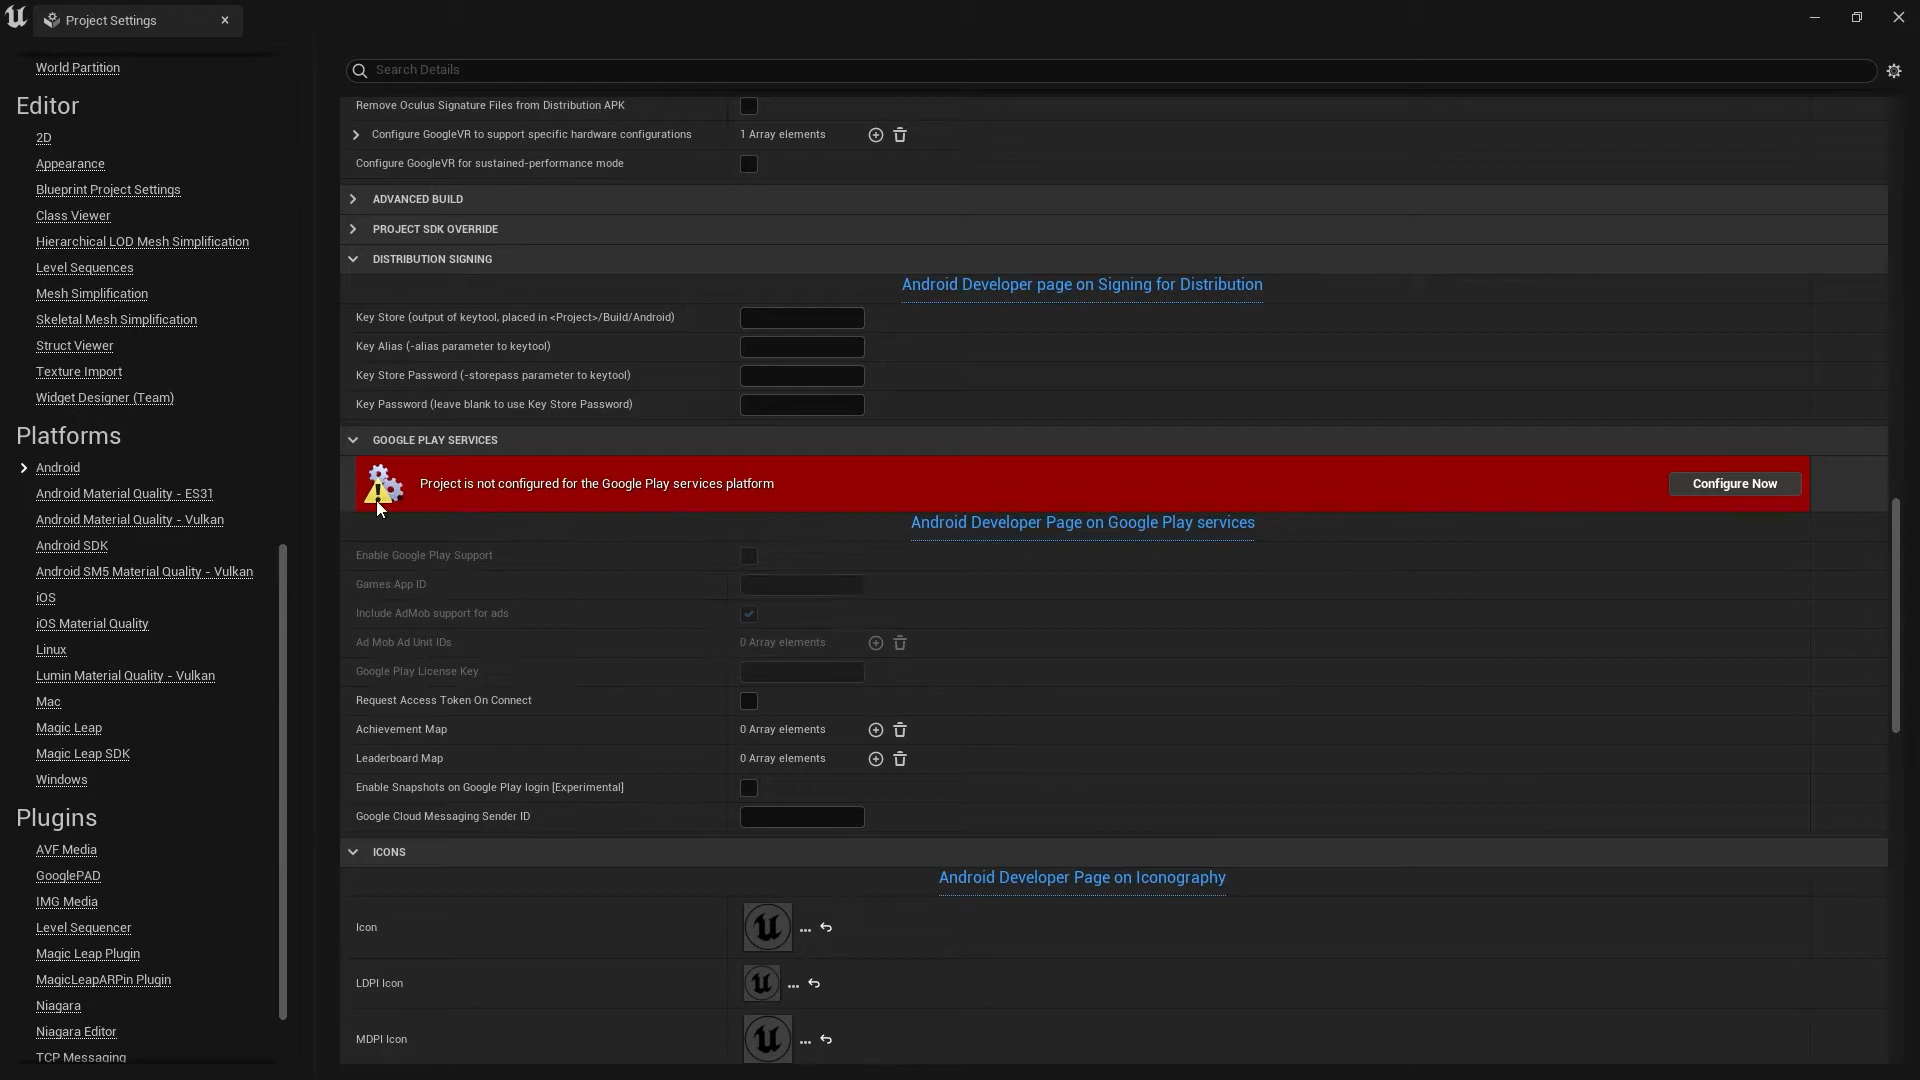 Project Settings
World Partition
Editor
2D
Appearance
Blueprint Project Settings
Class Viewer
Hierarchical LOD Mesh Simplification
Level Sequences
Mesh Simplification
Skeletal Mesh Simplification
Struct Viewer
Texture Import
Widget Designer (Team)
Platforms
Android
Android Material Quality - ES31
Android Material Quality - Vulkan
Android SDK
Android SM5 Material Quality - Vulkan
iOS
iOS Material Quality
Linux
Lumin Material Quality - Vulkan
Mac
Magic Leap
Magic Leap SDK
Windows
Plugins
AVF Media
GooglePAD
IMG Media
Level Sequencer
Magic Leap Plugin
MagicLeapARPin Plugin
Niagara
Niagara Editor
TCP Messaging
Search Details
Remove Oculus Signature Files from Distribution APK
Configure GoogleVR to support specific hardware configurations 1 Array elements
Configure GoogleVR for sustained-performance mode
ADVANCED BUILD
PROJECT SDK OVERRIDE
DISTRIBUTION SIGNING
Android Developer page on Signing for Distribution
Key Store (output of keytool, placed in <Project>/Build/Android)
Key Alias (-alias parameter to keytool)
Key Store Password (-storepass parameter to keytool)
Key Password (leave blank to use Key Store Password)
GOOGLE PLAY SERVICES
Project is not configured for the Google Play services platform Configure Now
Android Developer Page on Google Play services
Enable Google Play Support
Games App ID
Include AdMob support for ads
Ad Mob Ad Unit IDs 0 Array elements
Google Play License Key
Request Access Token On Connect
Achievement Map 0 Array elements
Leaderboard Map 0 Array elements
Enable Snapshots on Google Play login [Experimental]
Google Cloud Messaging Sender ID
ICONS
Android Developer Page on Iconography
Icon ...
LDPI Icon ...
MDPI Icon ...